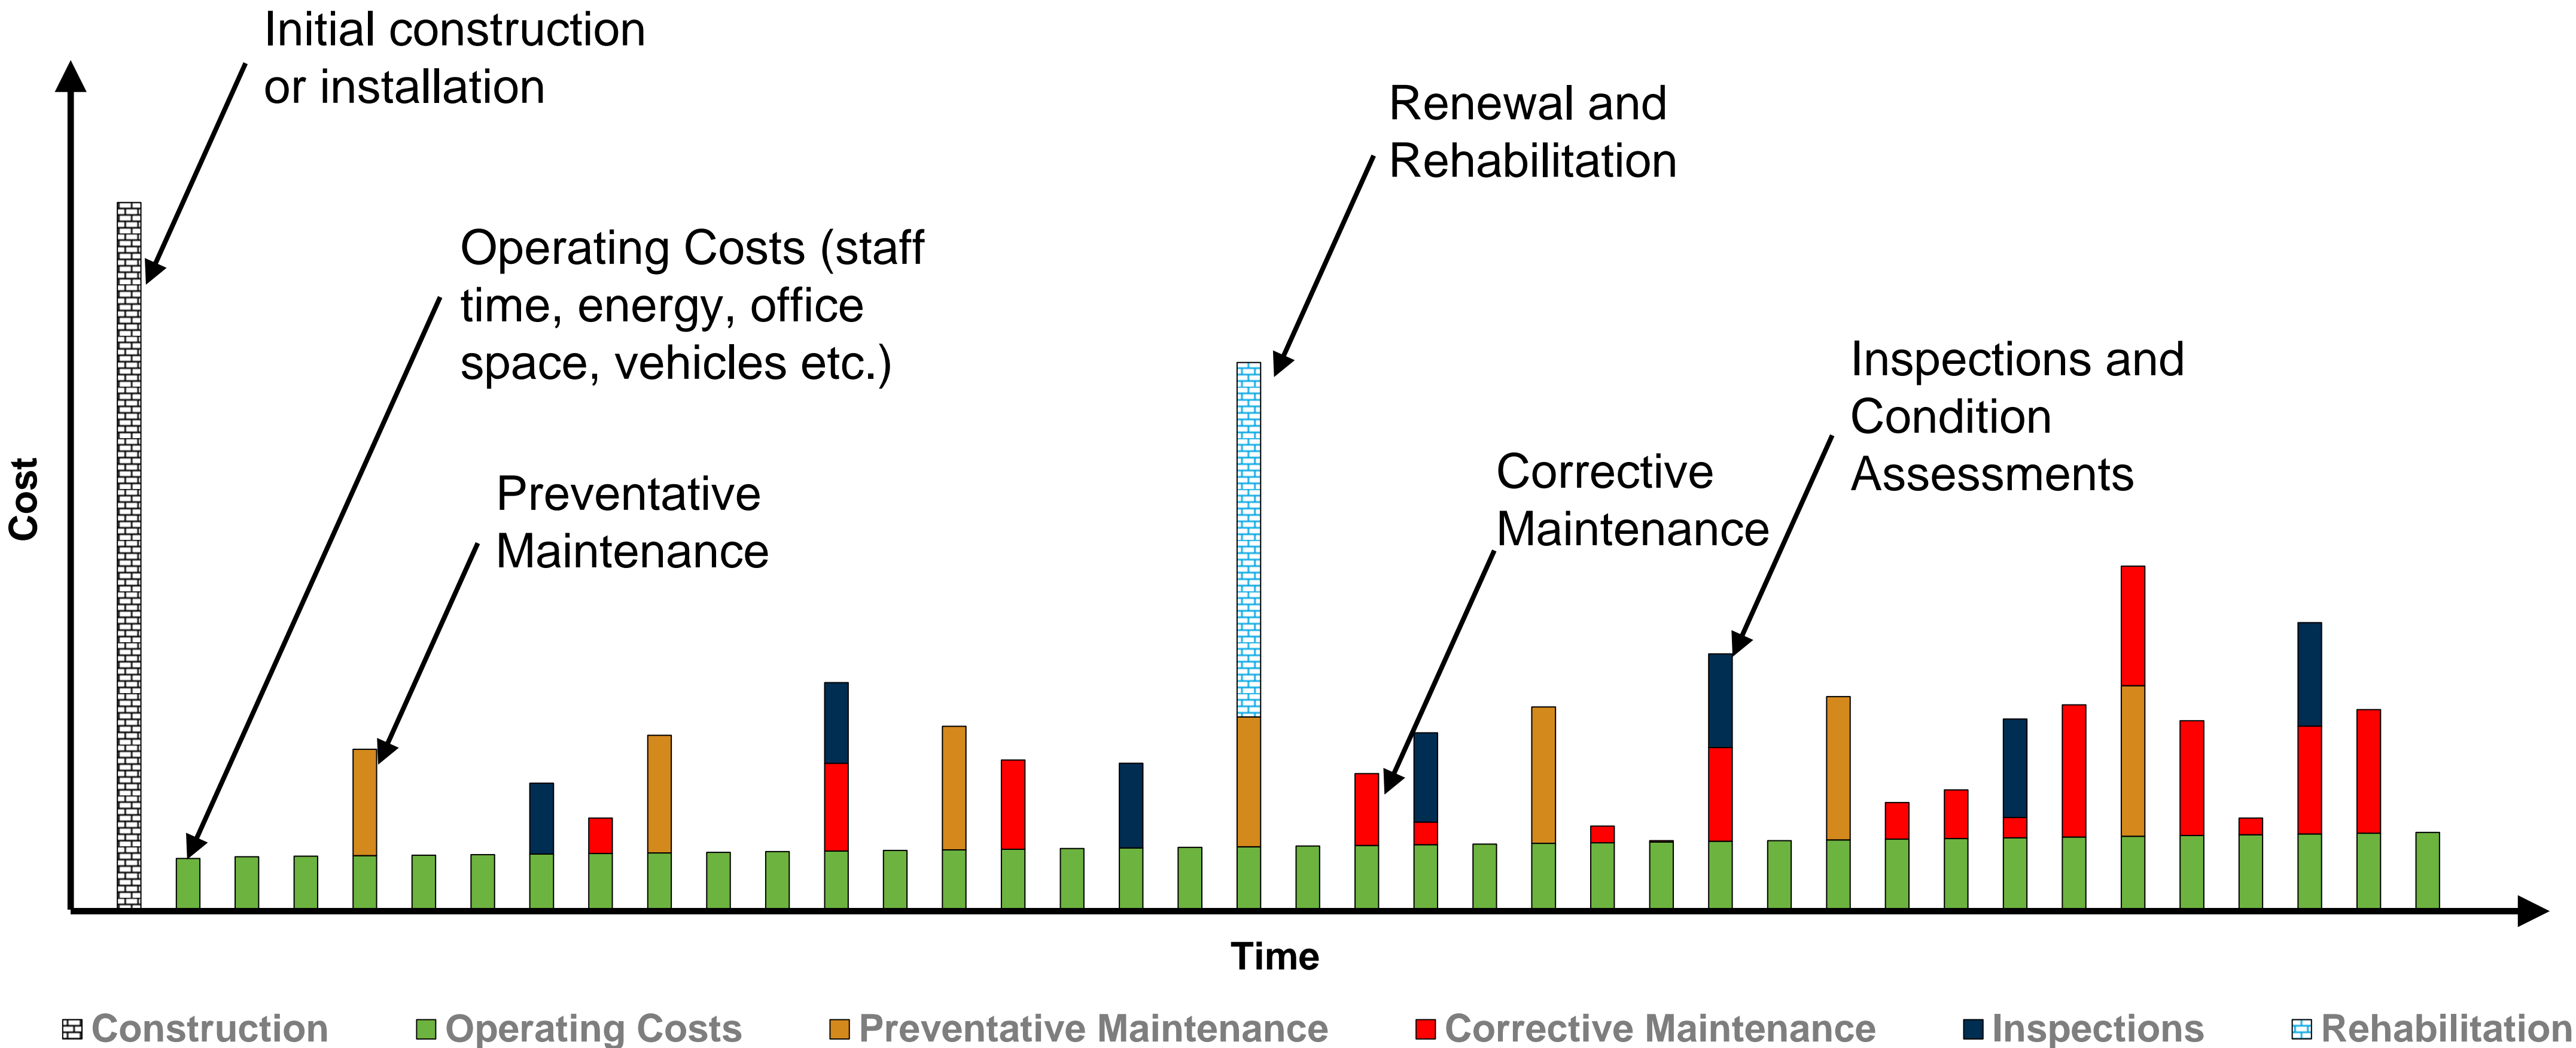 Initial construction
or installation
Renewal and
Rehabilitation
Operating Costs (staff
time, energy, office
space, vehicles etc.)
Inspections and
Condition
Assessments
Preventative
Maintenance
Corrective
Maintenance
Cost
Time
Construction
Operating Costs
Preventative Maintenance
Corrective Maintenance
Inspections
Rehabilitation